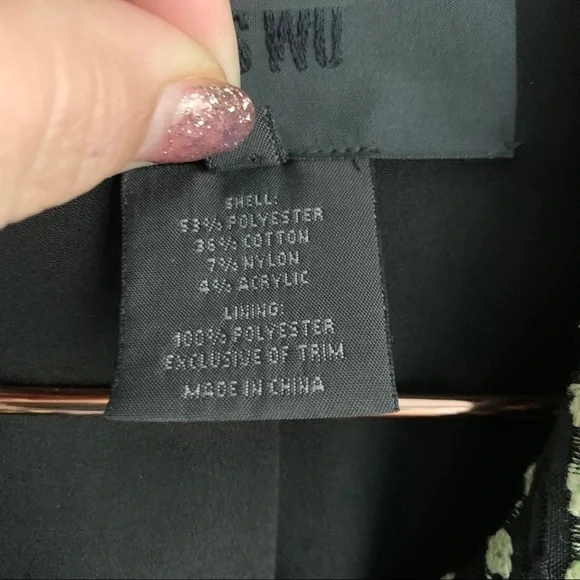 WU
SHELL:
53% POLYESTER
36% COTTON
7% NYLON
4% ACRYLIC
LINING:
100% POLYESTER
EXCLUSIVE OF TRIM
MADE IN CHINA